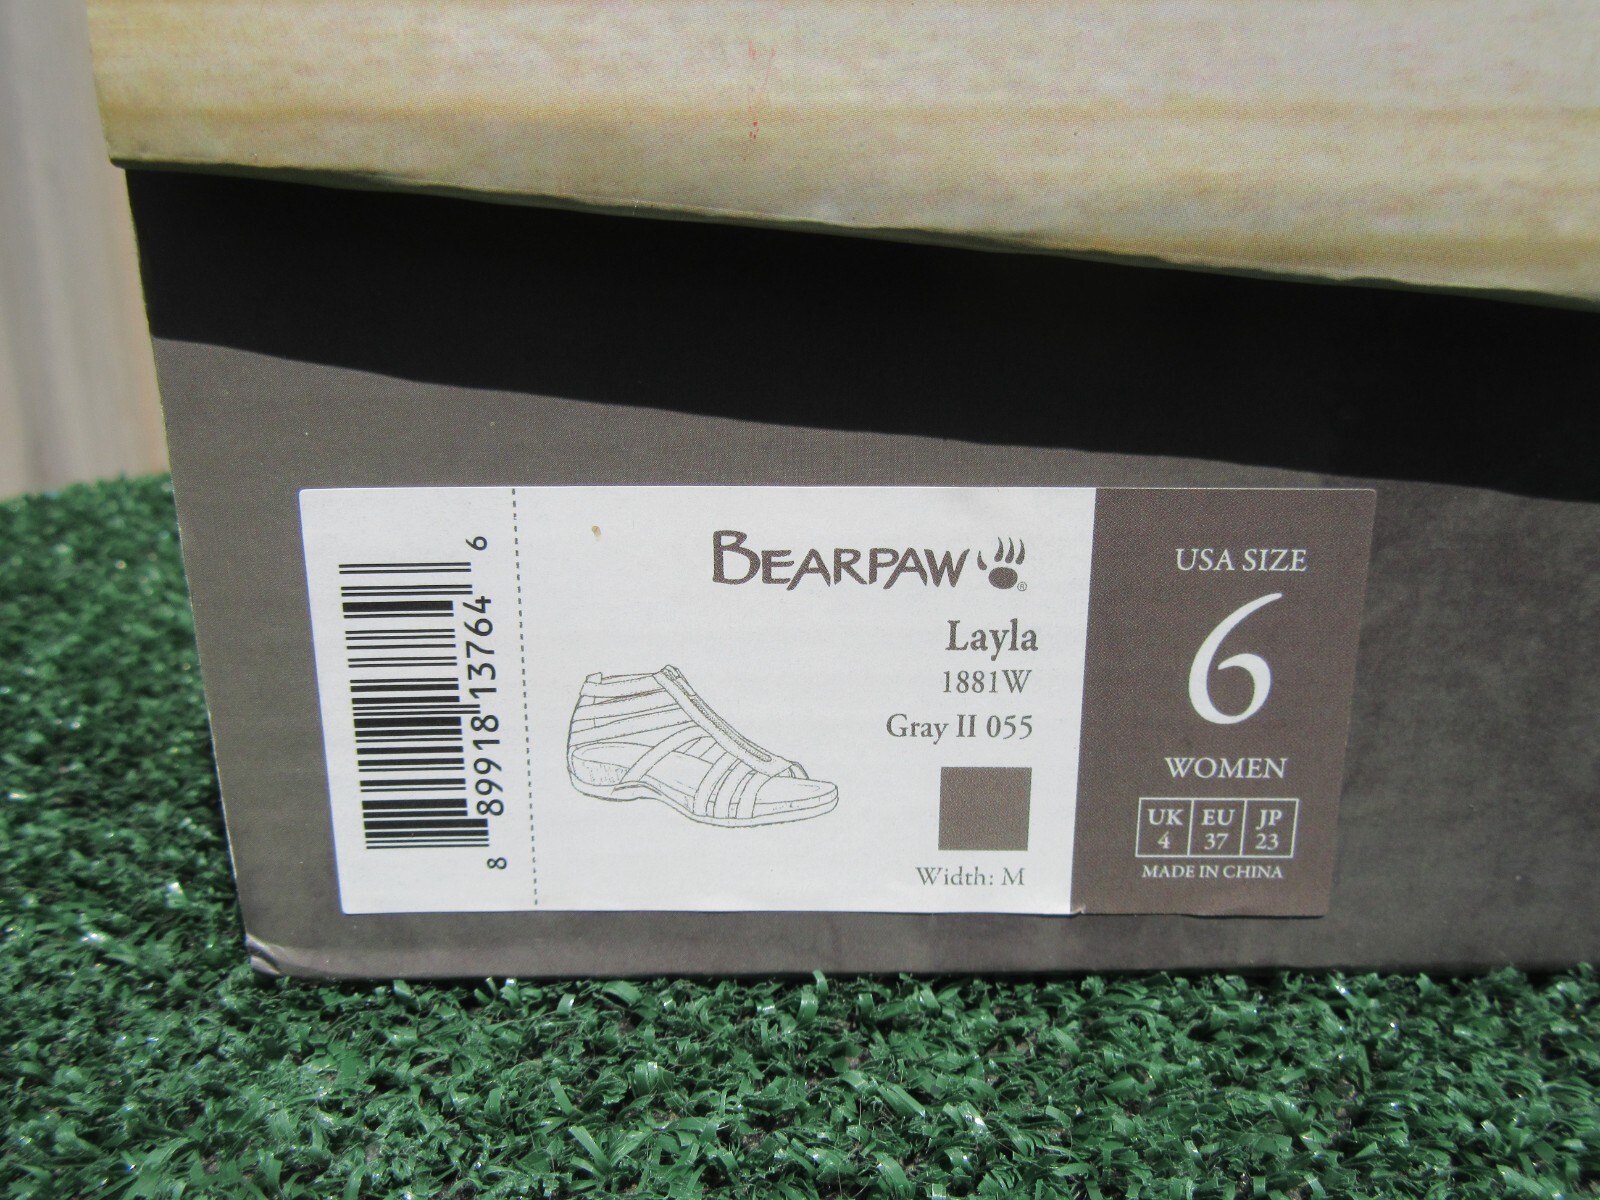 8 89918 13764 6
BEARPAW ®
Layla
1881W
Gray II 055
Width: M
USA SIZE
6
WOMEN
UK EU JP
4 37 23
MADE IN CHINA